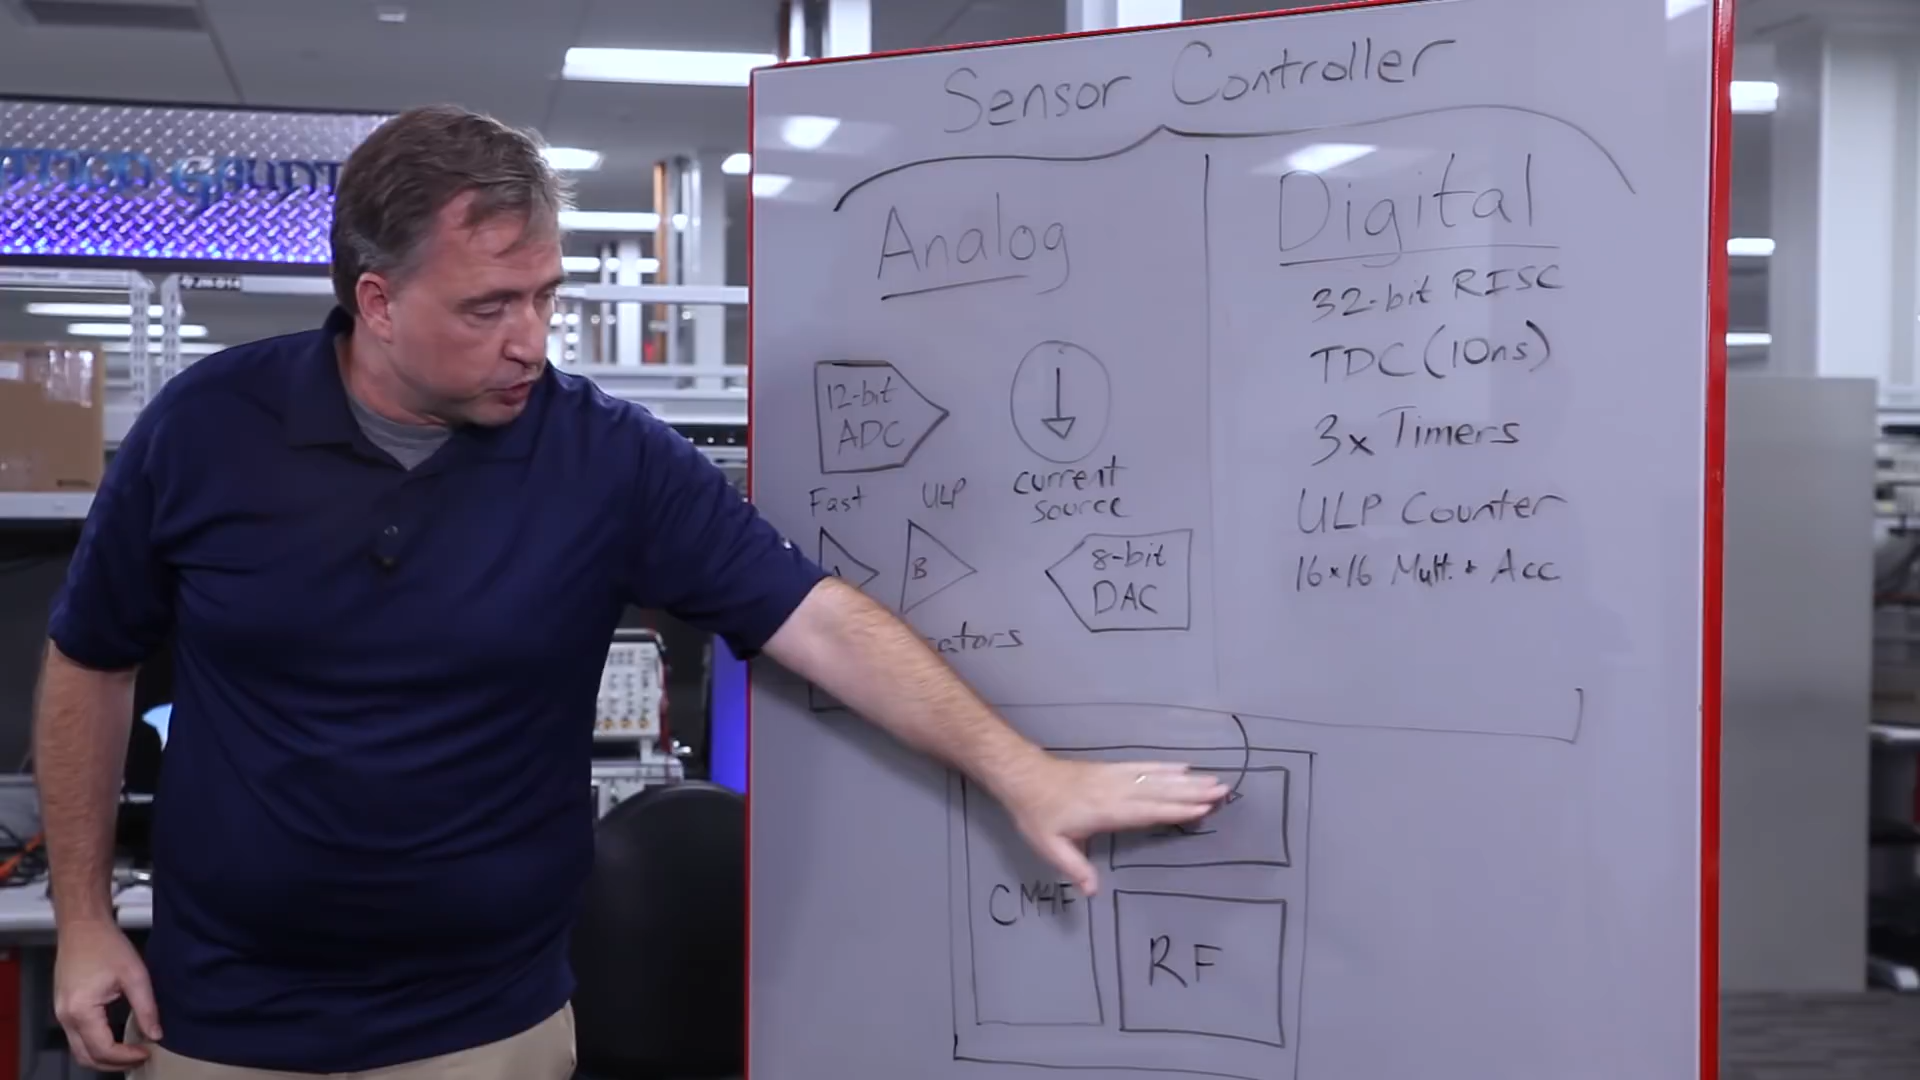 Sensor Controller
Analog
Digital
12-bit
ADC
current
source
Fast
ULP
B
8-bit
DAC
32-bit RISC
TDC (10ns)
3x Timers
ULP Counter
16x16 Mult. + Acc
CM4F
RF